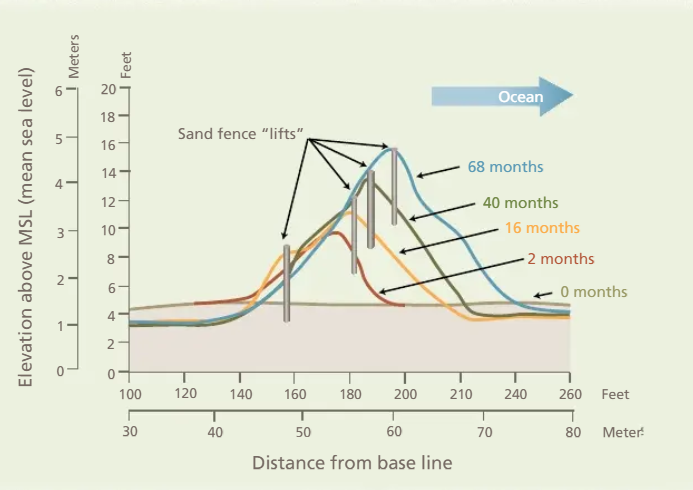 Meters
Feet
Elevation above MSL (mean sea level)
6
5
4
3
2
1
0
20
18
16
14
12
10
8
6
4
2
0
Ocean
Sand fence “lifts”
68 months
40 months
16 months
2 months
0 months
100 120 140 160 180 200 210 240 260 Feet
30 40 50 60 70 80 Meters
Distance from base line